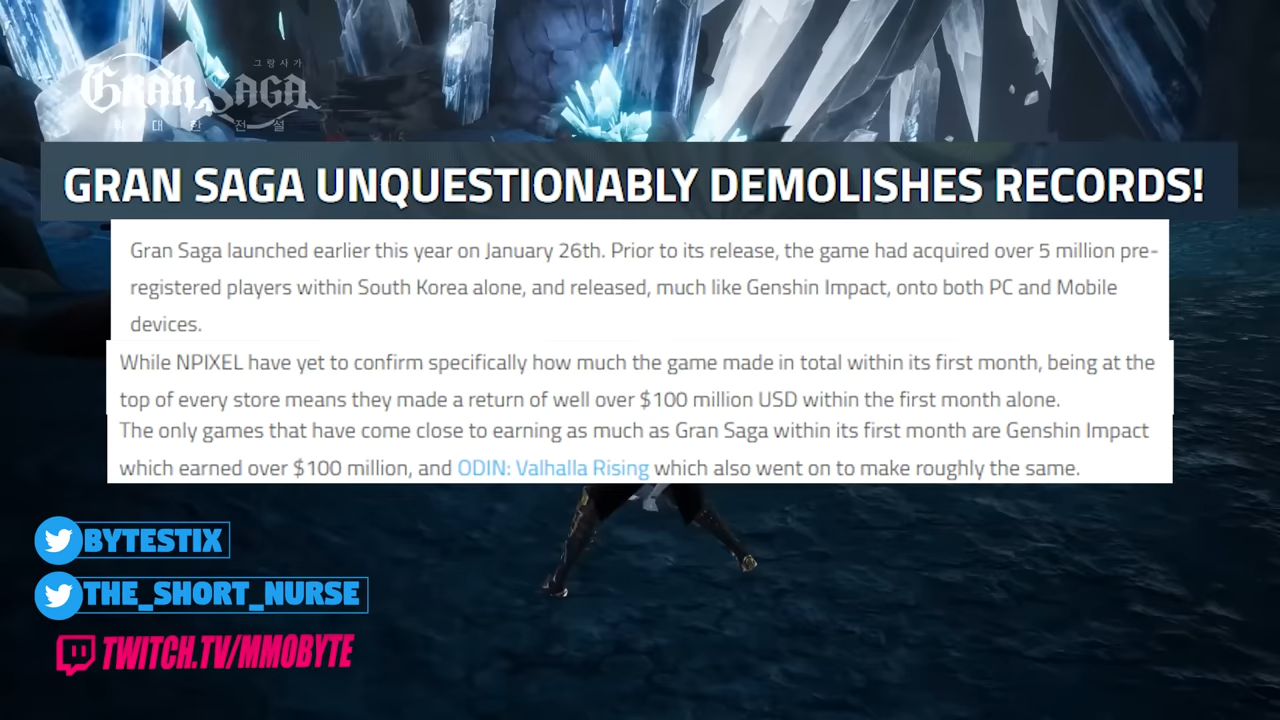 그랑사가
GRAN SAGA
위대한 전설
GRAN SAGA UNQUESTIONABLY DEMOLISHES RECORDS!
Gran Saga launched earlier this year on January 26th. Prior to its release, the game had acquired over 5 million pre-
registered players within South Korea alone, and released, much like Genshin Impact, onto both PC and Mobile
devices.
While NPIXEL have yet to confirm specifically how much the game made in total within its first month, being at the
top of every store means they made a return of well over $100 million USD within the first month alone.
The only games that have come close to earning as much as Gran Saga within its first month are Genshin Impact
which earned over $100 million, and ODIN: Valhalla Rising which also went on to make roughly the same.
BYTESTIX
THE_SHORT_NURSE
TWITCH.TV/MMOBYTE